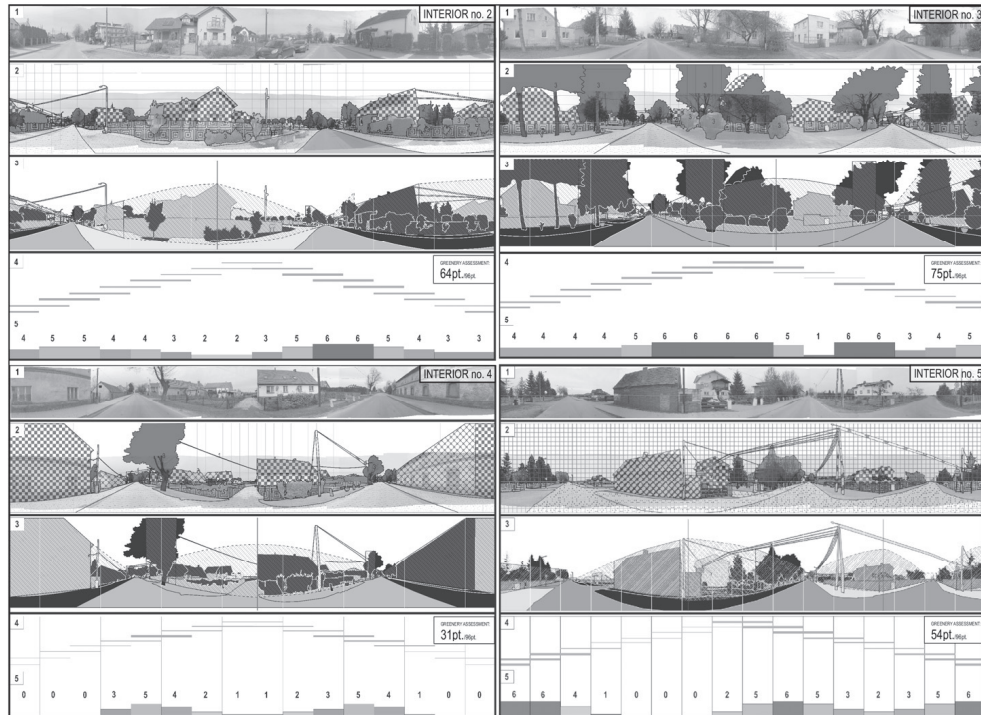 1
INTERIOR no. 2
2
3
4
GREENERY ASSESSMENT:
64pt./96pt.
5
4 5 5 4 4 3 2 2 3 5 6 6 5 4 3 3
1
INTERIOR no. 3
2
3
4
GREENERY ASSESSMENT:
75pt./96pt.
5
4 4 4 4 5 6 6 6 6 5 1 6 6 3 4 5
1
INTERIOR no. 4
2
3
4
GREENERY ASSESSMENT:
31pt./96pt.
5
0 0 0 3 5 4 2 1 1 2 3 5 4 1 0 0
1
INTERIOR no. 5
2
3
4
GREENERY ASSESSMENT:
54pt./96pt.
5
6 6 4 1 0 0 0 2 5 6 5 3 2 3 5 6